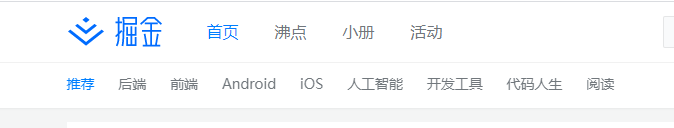 掘金 首页 沸点 小册 活动
推荐 后端 前端 Android iOS 人工智能 开发工具 代码人生 阅读